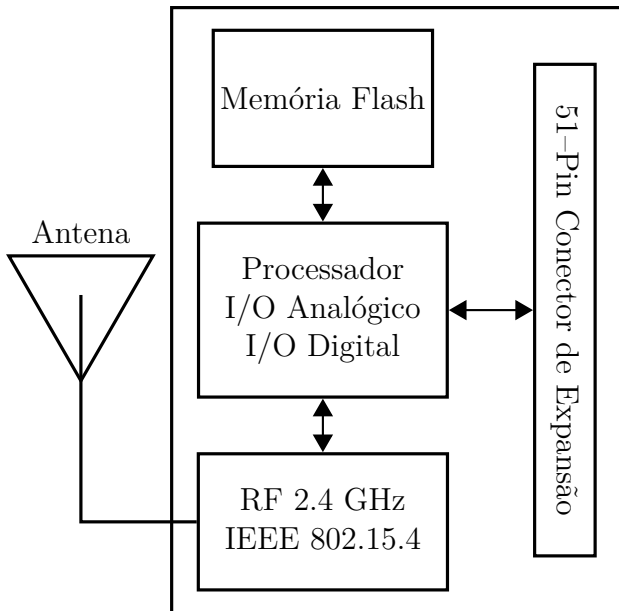 Memória Flash
Antena
Processador
I/O Analógico
I/O Digital
51–Pin Conector de Expansão
RF 2.4 GHz
IEEE 802.15.4